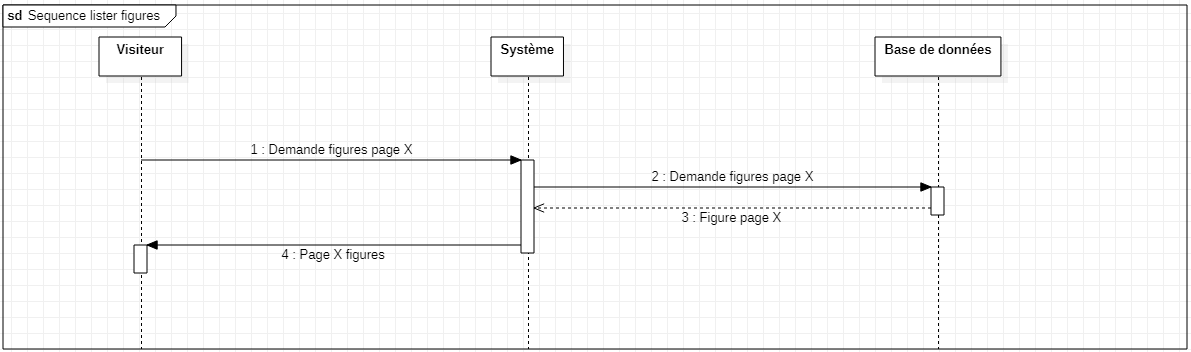 sd Sequence lister figures
Visiteur
Système
Base de données
1 : Demande figures page X
2 : Demande figures page X
3 : Figure page X
4 : Page X figures